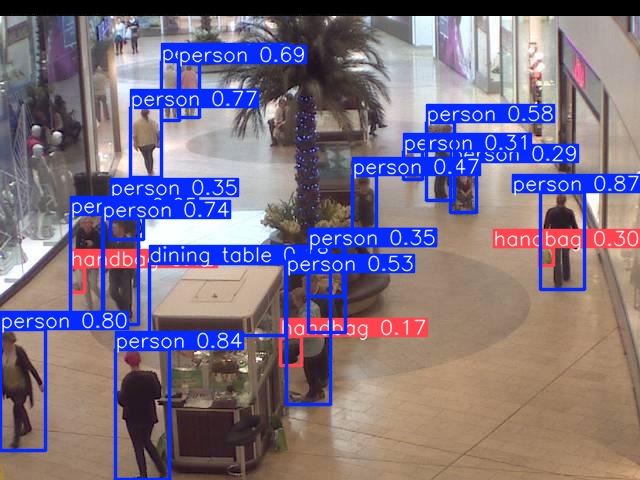 person 0.69
person 0.77
person 0.58
0.31
person 0.29
person 0.47
person 0.87
person 0.35
person 0.74
handbag 0.30
person 0.35
dining table 0.
person 0.53
handbag
person 0.80
handbag 0.17
person 0.84